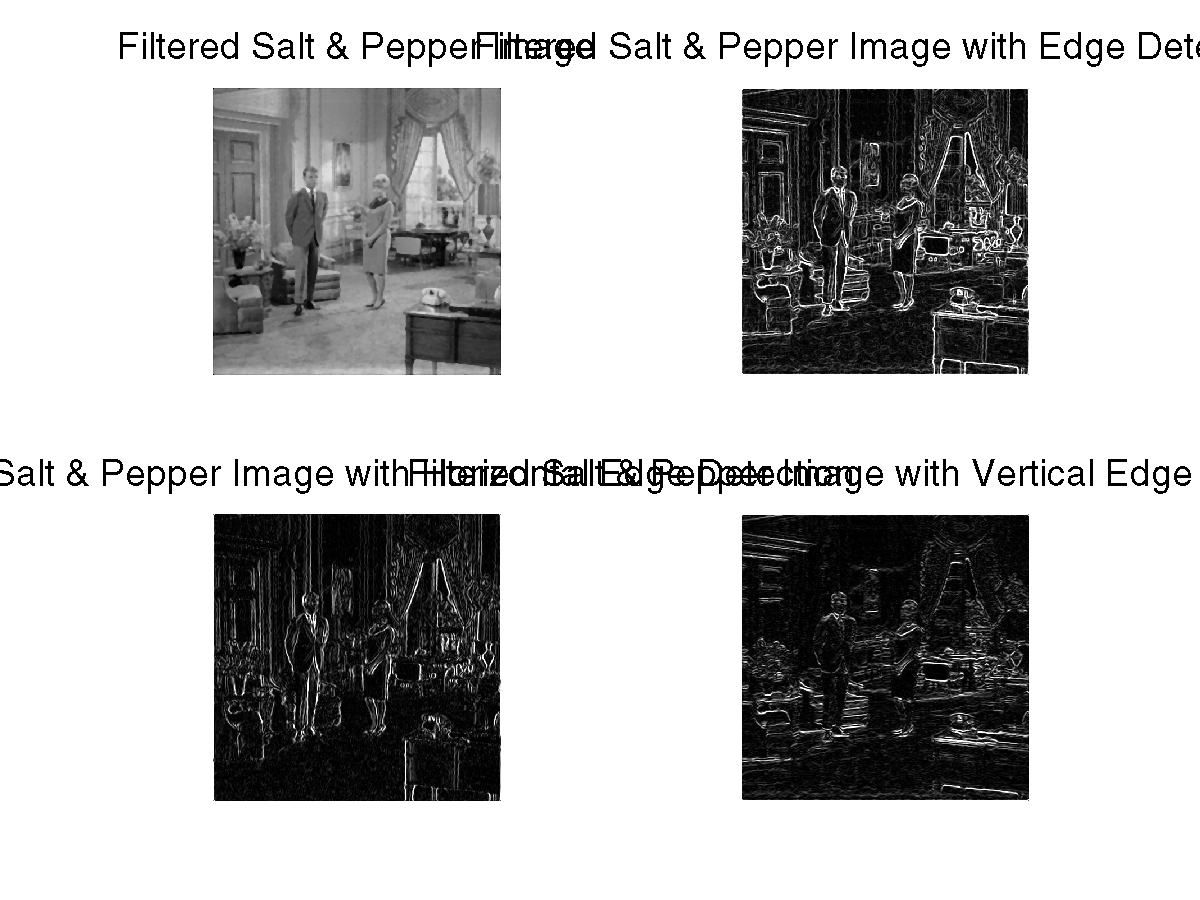 Filtered Salt & Pepper Image
Filtered Salt & Pepper Image with Edge Dete
Salt & Pepper Image with Horizontal Edge Detection
Filtered Salt & Pepper Image with Vertical Edge